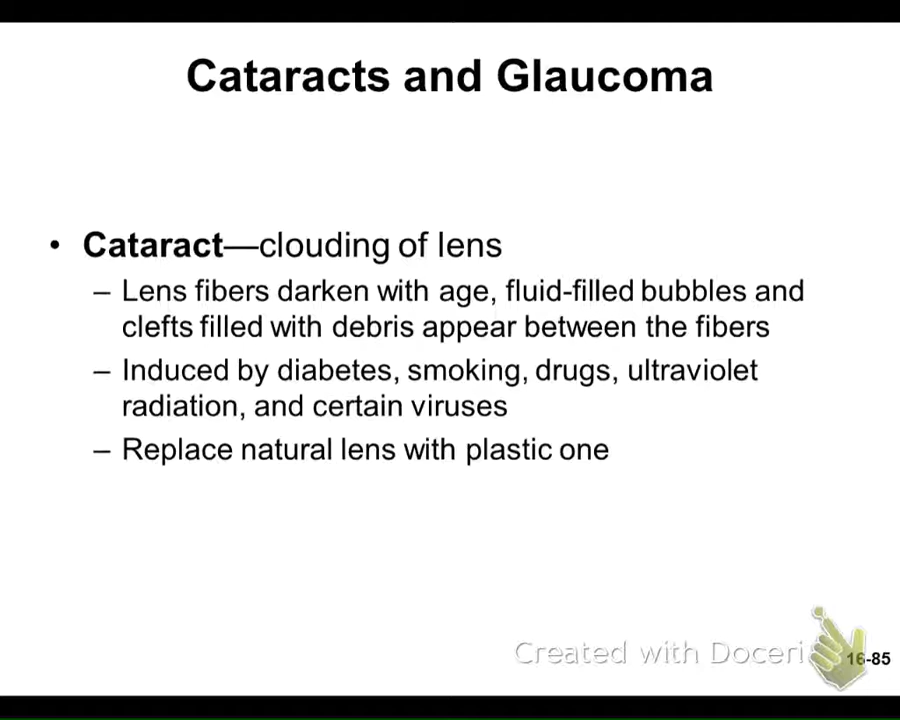 Cataracts and Glaucoma
• Cataract—clouding of lens
– Lens fibers darken with age, fluid-filled bubbles and
clefts filled with debris appear between the fibers
– Induced by diabetes, smoking, drugs, ultraviolet
radiation, and certain viruses
– Replace natural lens with plastic one
Created with Doceri
16-85